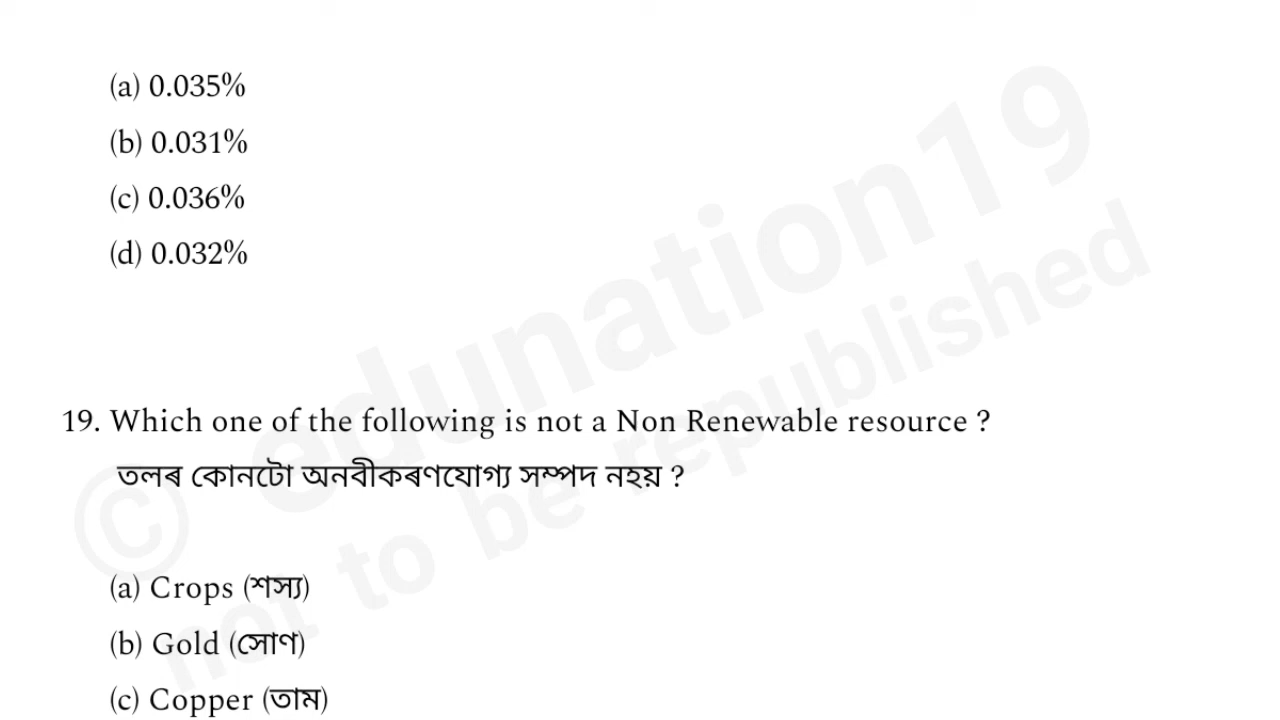 (a) 0.035%
(b) 0.031%
(c) 0.036%
(d) 0.032%
19. Which one of the following is not a Non Renewable resource ?
তলৰ কোনটো অনবীকৰণযোগ্য সম্পদ নহয় ?
(a) Crops (শস্য)
(b) Gold (সোণ)
(c) Copper (তাম)
© edunation19
not to be republished